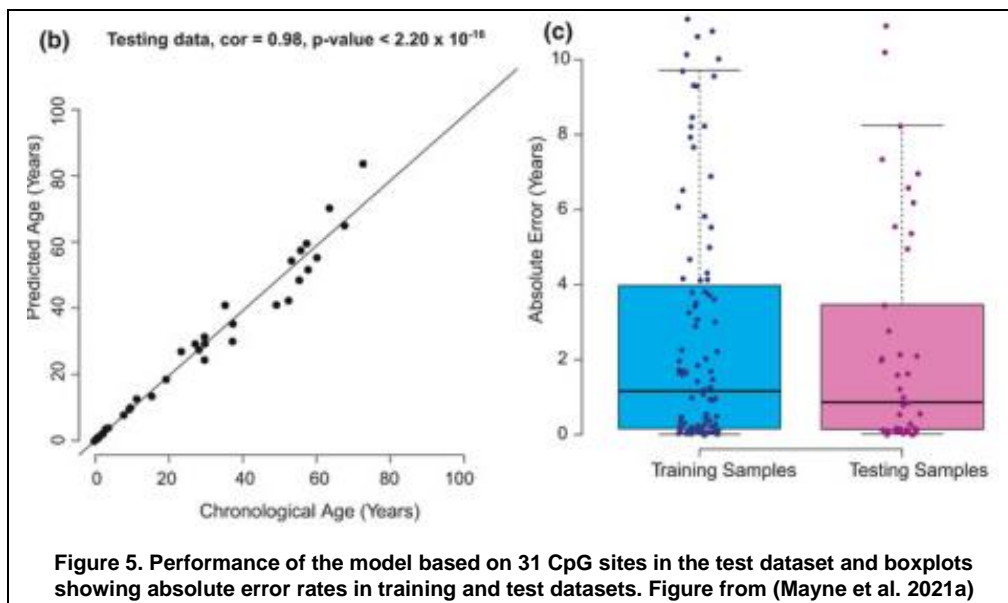 (b) Testing data, cor = 0.98, p-value < 2.20 x 10⁻¹⁶
Predicted Age (Years)
100
80
60
40
20
0
0 20 40 60 80 100
Chronological Age (Years)
(c)
Absolute Error (Years)
10
8
6
4
2
0
Training Samples Testing Samples
Figure 5. Performance of the model based on 31 CpG sites in the test dataset and boxplots
showing absolute error rates in training and test datasets. Figure from (Mayne et al. 2021a)